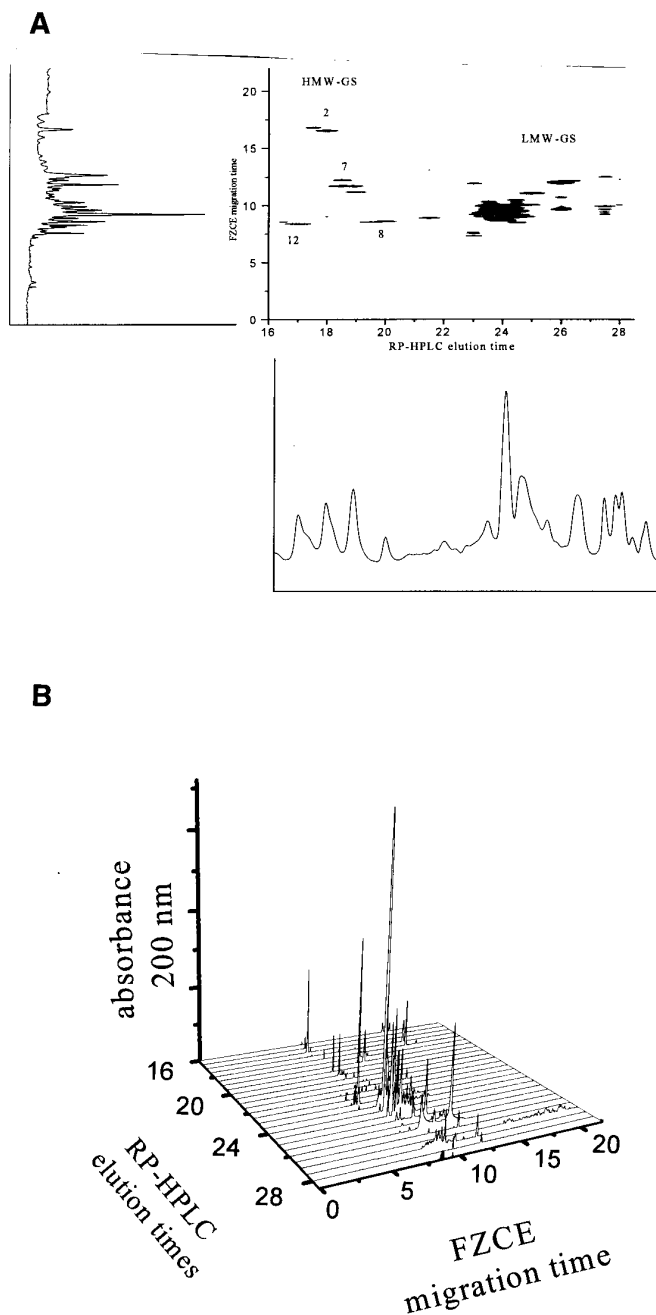 A
HMW-GS
2
LMW-GS
7
12
8
FZCE migration time
20
15
10
5
0
16 18 20 22 24 26 28
RP-HPLC elution time
B
absorbance
200 nm
16
20
24
28
RP-HPLC
elution times
0 5 10 15 20
FZCE
migration time